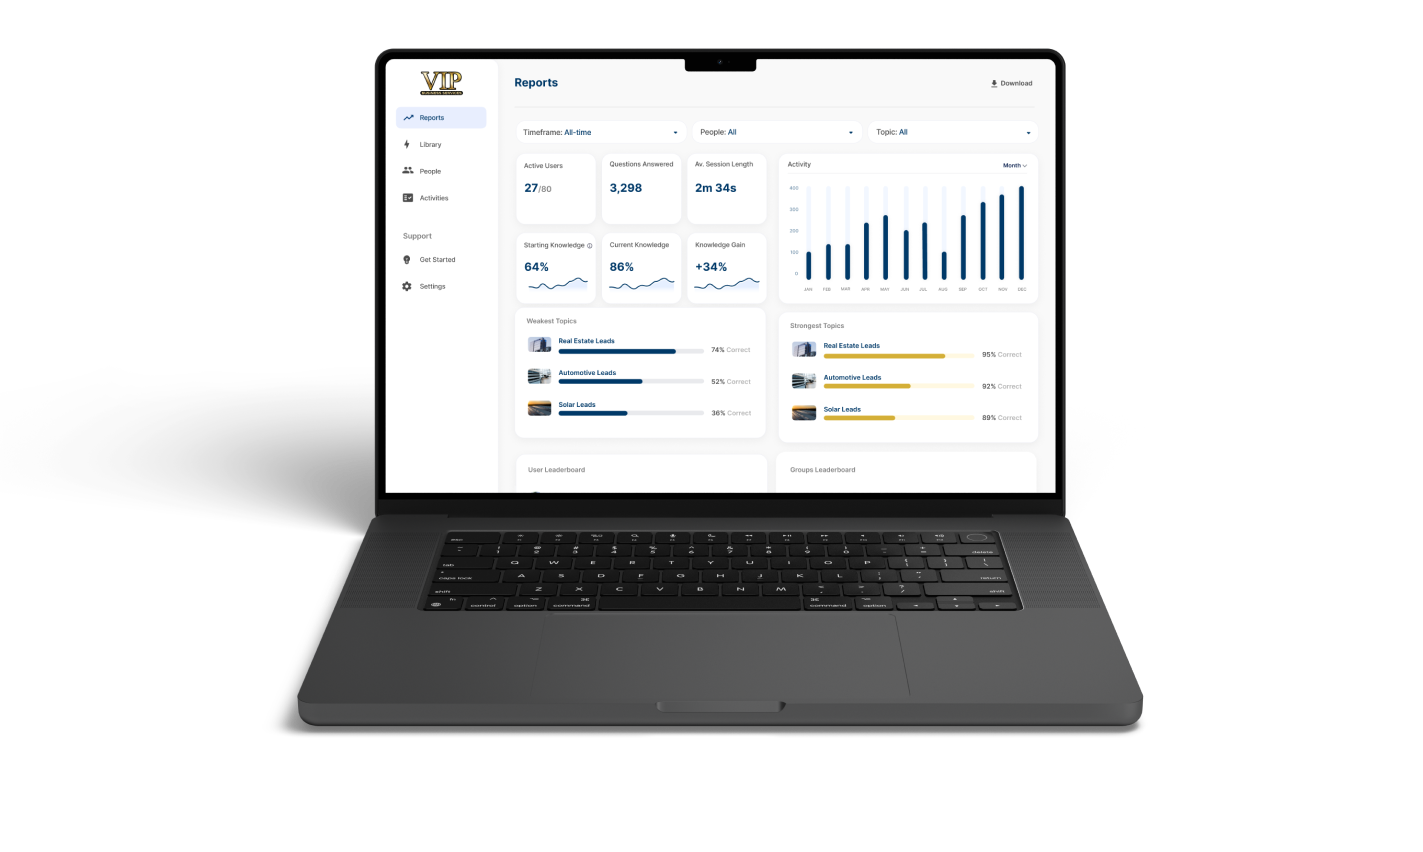 VIP
BUSINESS SERVICES
Reports
Library
People
Activities
Support
Get Started
Settings
Reports
Download
Timeframe: All-time
People: All
Topic: All
Active Users
27/80
Questions Answered
3,298
Av. Session Length
2m 34s
Starting Knowledge
64%
Current Knowledge
86%
Knowledge Gain
+34%
Activity
Month
400
300
200
100
0
JAN FEB MAR APR MAY JUN JUL AUG SEP OCT NOV DEC
Weakest Topics
Real Estate Leads
74% Correct
Automotive Leads
52% Correct
Solar Leads
36% Correct
Strongest Topics
Real Estate Leads
95% Correct
Automotive Leads
92% Correct
Solar Leads
89% Correct
User Leaderboard
Groups Leaderboard
esc
delete
tab Q W E R T Y U I O P
caps lock A S D F G H J K L return
shift Z X C V B N M shift
fn control option command command option